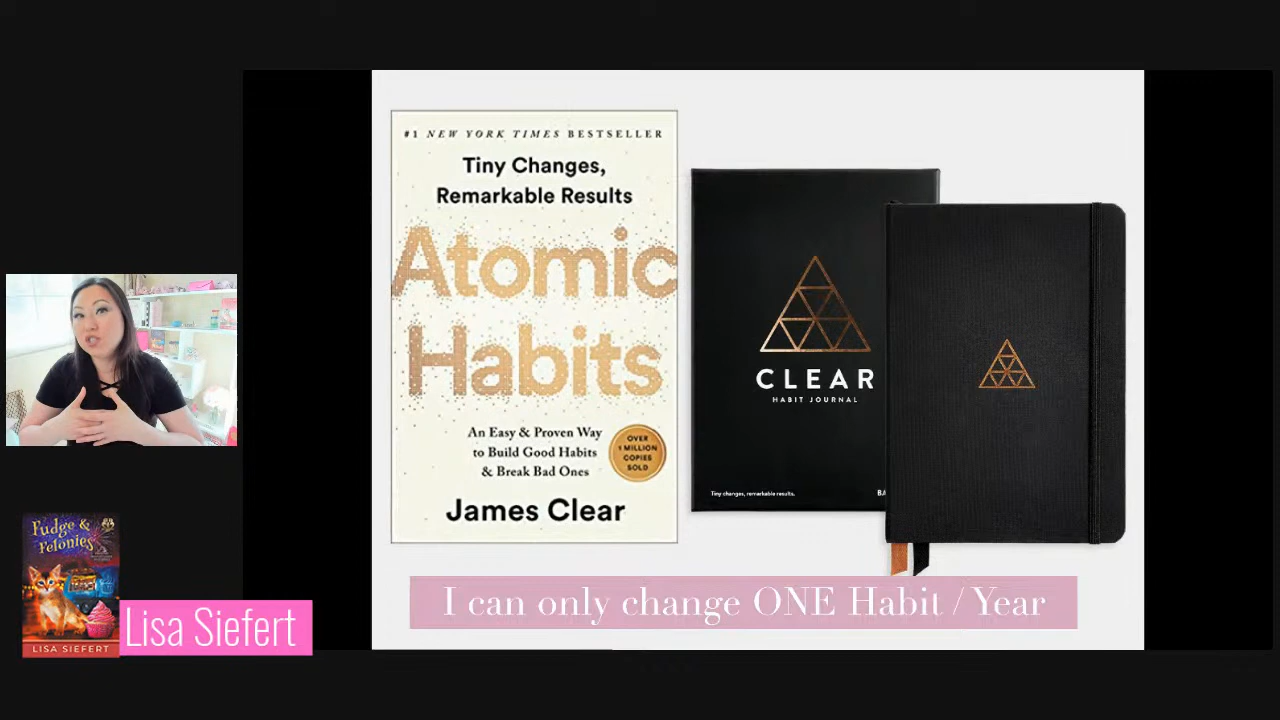 #1 NEW YORK TIMES BESTSELLER
Tiny Changes,
Remarkable Results
Atomic
Habits
An Easy & Proven Way
to Build Good Habits
& Break Bad Ones
OVER
1 MILLION
COPIES
SOLD
James Clear
CLEAR
HABIT JOURNAL
Tiny changes, remarkable results.
I can only change ONE Habit / Year
Fudge &
Felonies
LISA SIEFERT
Lisa Siefert